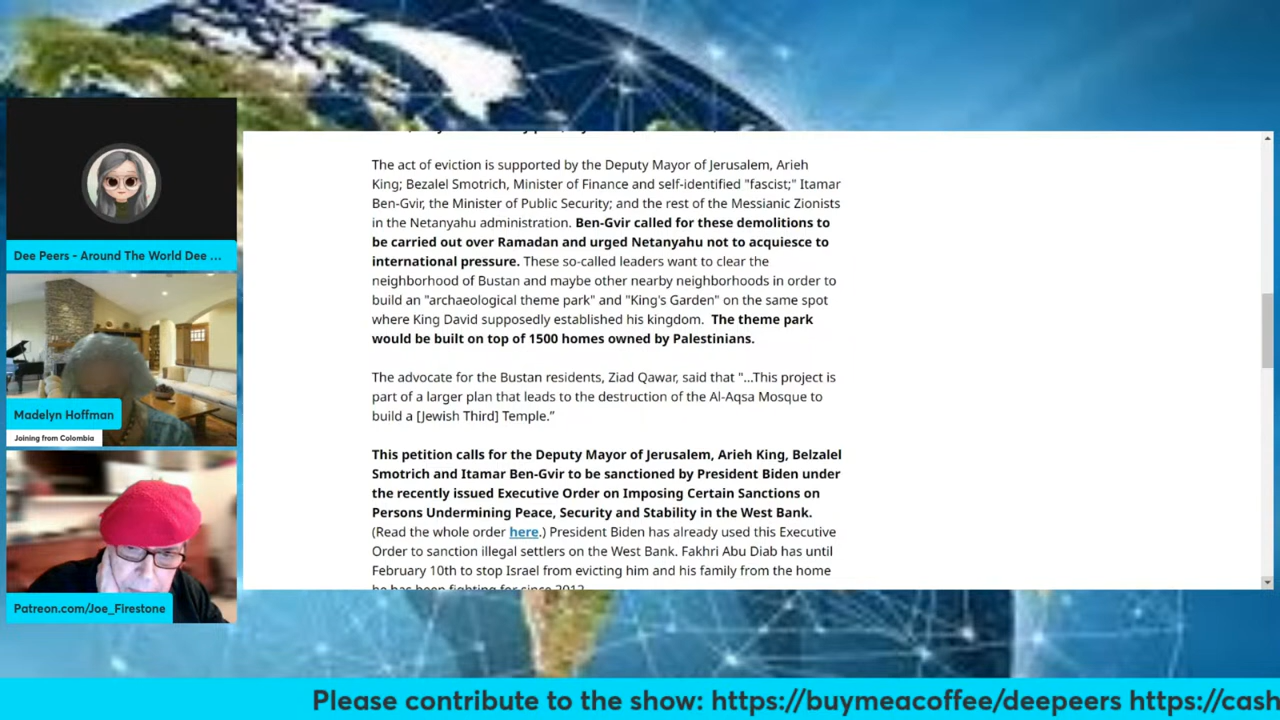 Dee Peers - Around The World Dee ...
Madelyn Hoffman
Joining from Colombia
Patreon.com/Joe_Firestone
The act of eviction is supported by the Deputy Mayor of Jerusalem, Arieh
King; Bezalel Smotrich, Minister of Finance and self-identified "fascist;" Itamar
Ben-Gvir, the Minister of Public Security; and the rest of the Messianic Zionists
in the Netanyahu administration. Ben-Gvir called for these demolitions to
be carried out over Ramadan and urged Netanyahu not to acquiesce to
international pressure. These so-called leaders want to clear the
neighborhood of Bustan and maybe other nearby neighborhoods in order to
build an "archaeological theme park" and "King's Garden" on the same spot
where King David supposedly established his kingdom. The theme park
would be built on top of 1500 homes owned by Palestinians.
The advocate for the Bustan residents, Ziad Qawar, said that "...This project is
part of a larger plan that leads to the destruction of the Al-Aqsa Mosque to
build a [Jewish Third] Temple.”
This petition calls for the Deputy Mayor of Jerusalem, Arieh King, Belzalel
Smotrich and Itamar Ben-Gvir to be sanctioned by President Biden under
the recently issued Executive Order on Imposing Certain Sanctions on
Persons Undermining Peace, Security and Stability in the West Bank.
(Read the whole order here.) President Biden has already used this Executive
Order to sanction illegal settlers on the West Bank. Fakhri Abu Diab has until
February 10th to stop Israel from evicting him and his family from the home
he has been fighting for since 2012
Please contribute to the show: https://buymeacoffee/deepeers https://cash